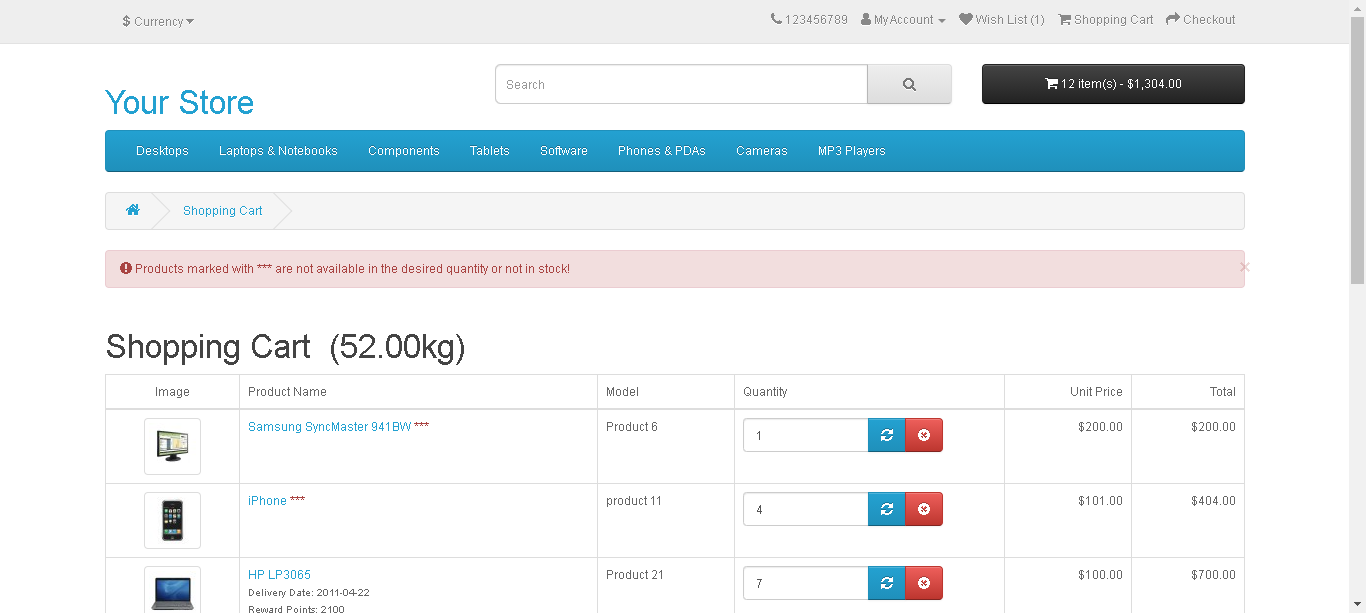 $ Currency
123456789 My Account Wish List (1) Shopping Cart Checkout
Your Store
Search
12 item(s) - $1,304.00
Desktops Laptops & Notebooks Components Tablets Software Phones & PDAs Cameras MP3 Players
Shopping Cart
Products marked with *** are not available in the desired quantity or not in stock!
×
Shopping Cart (52.00kg)
Image Product Name Model Quantity Unit Price Total
Samsung SyncMaster 941BW *** Product 6 1 $200.00 $200.00
iPhone *** product 11 4 $101.00 $404.00
HP LP3065 Product 21 7 $100.00 $700.00
Delivery Date: 2011-04-22
Reward Points: 2100